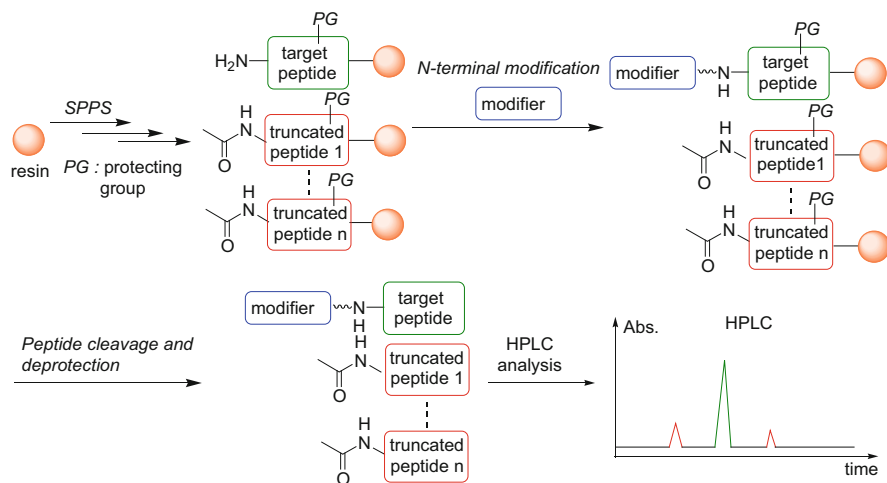 PG
H₂N
target
peptide
SPPS
PG : protecting
group
resin
PG
H
N
O
truncated
peptide 1
PG
H
N
O
truncated
peptide n
N-terminal modification
modifier
PG
modifier
N
H
target
peptide
PG
H
N
O
truncated
peptide1
PG
H
N
O
truncated
peptide n
Peptide cleavage and
deprotection
modifier
N
H
target
peptide
H
N
O
truncated
peptide 1
H
N
O
truncated
peptide n
HPLC
analysis
Abs.
HPLC
time